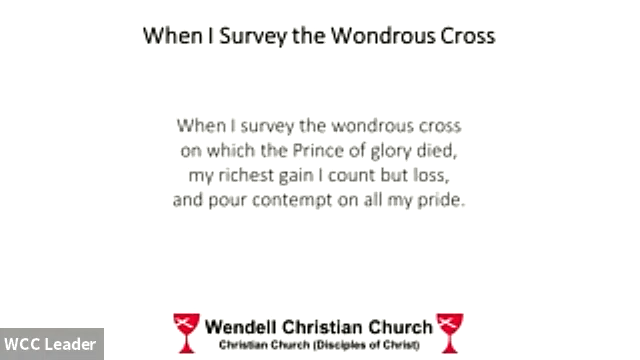 When I Survey the Wondrous Cross
When I survey the wondrous cross
on which the Prince of glory died,
my richest gain I count but loss,
and pour contempt on all my pride.
Wendell Christian Church
Christian Church (Disciples of Christ)
WCC Leader